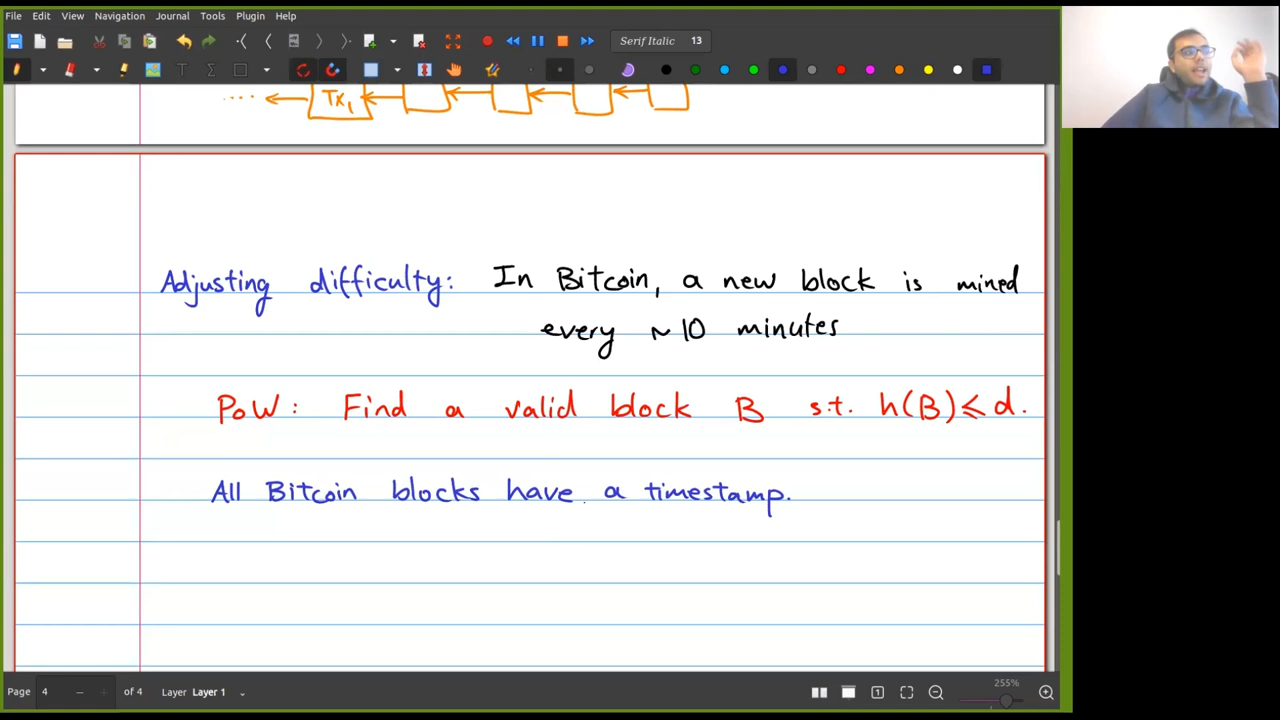 File Edit View Navigation Journal Tools Plugin Help
Serif Italic 13
.... Tx1
Adjusting difficulty: In Bitcoin, a new block is mined
every ~ 10 minutes
PoW: Find a valid block B s.t. h(B) ≤ d.
All Bitcoin blocks have a timestamp.
Page 4 of 4 Layer Layer 1 255%